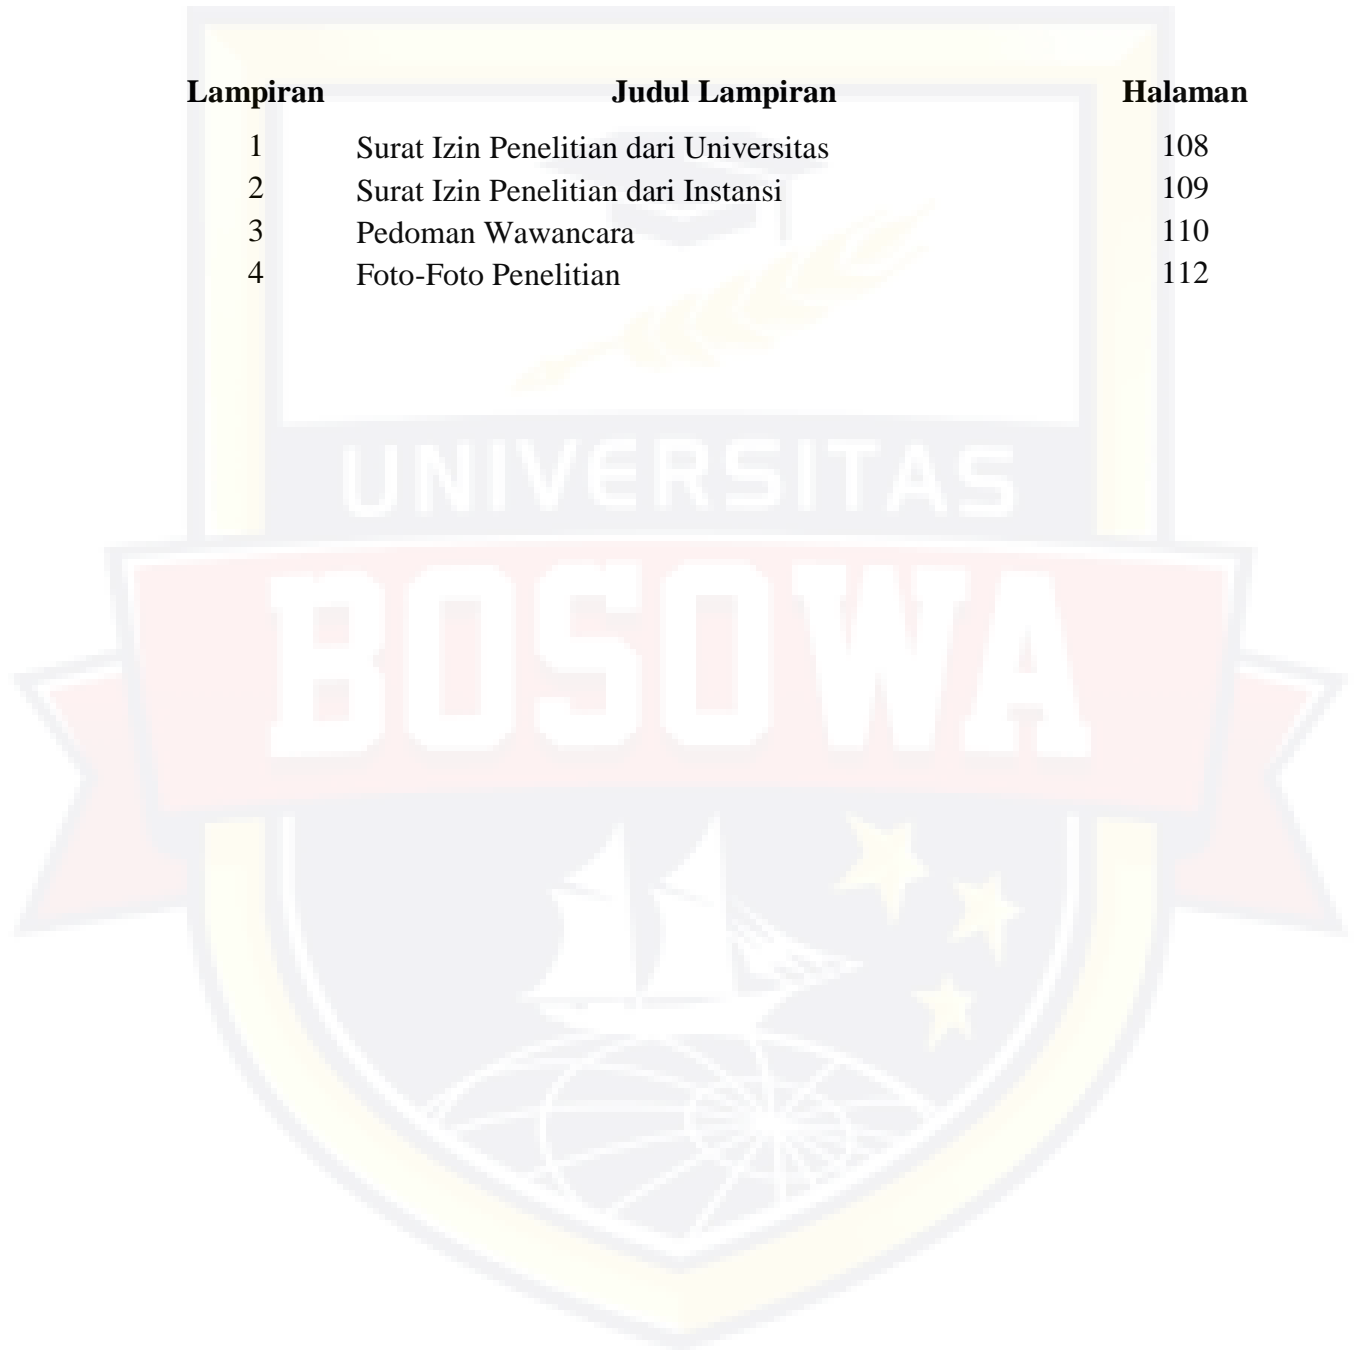 Lampiran Judul Lampiran Halaman
1 Surat Izin Penelitian dari Universitas 108
2 Surat Izin Penelitian dari Instansi 109
3 Pedoman Wawancara 110
4 Foto-Foto Penelitian 112
UNIVERSITAS
BOSOWA